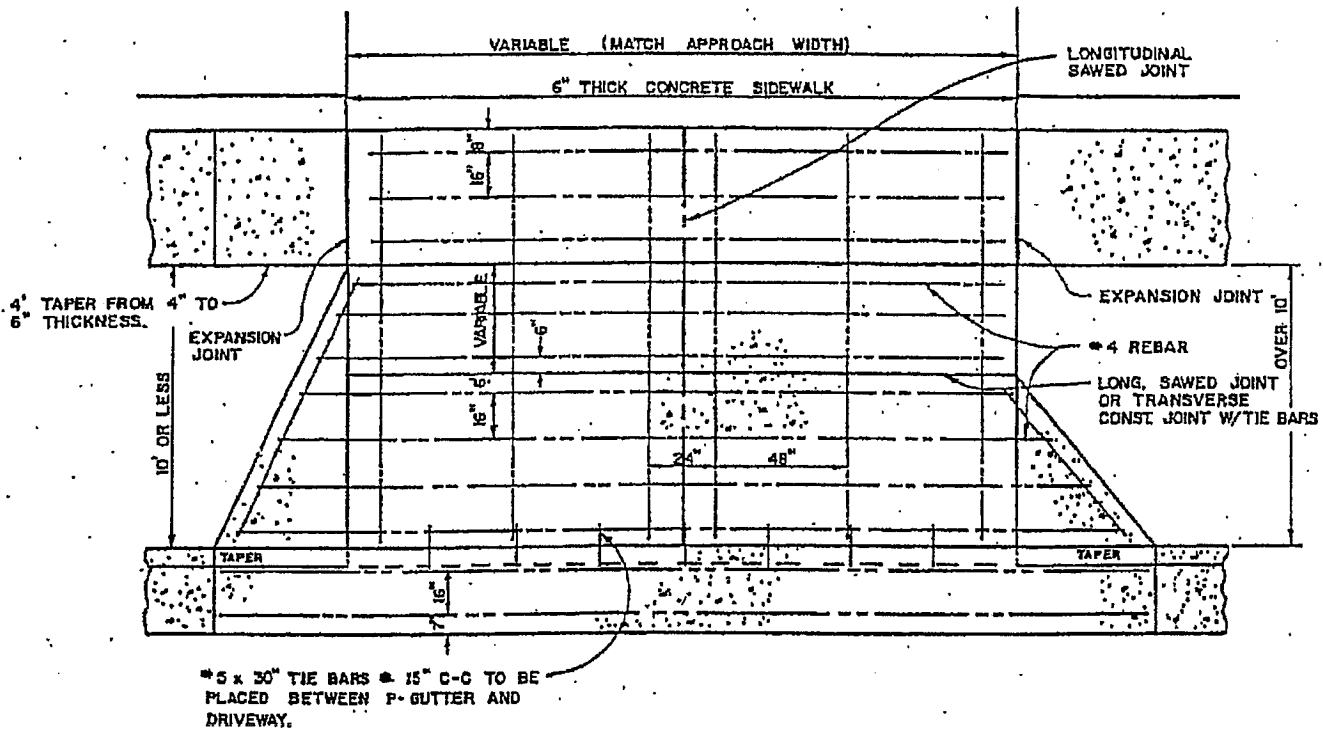 VARIABLE (MATCH APPROACH WIDTH)
LONGITUDINAL
SAWED JOINT
6" THICK CONCRETE SIDEWALK
8"
16"
4' TAPER FROM 4" TO
6" THICKNESS.
EXPANSION
JOINT
VARIABLE
6"
EXPANSION JOINT
#4 REBAR
LONG. SAWED JOINT
OR TRANSVERSE
CONST. JOINT W/TIE BARS
OVER 10'
10' OR LESS
6"
16"
24"
48"
TAPER
TAPER
16"
7"
#5 x 30" TIE BARS @ 15" C-C TO BE
PLACED BETWEEN P-GUTTER AND
DRIVEWAY.